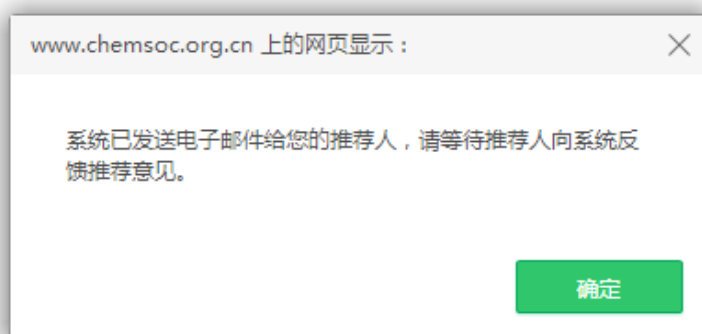 www.chemsoc.org.cn 上的网页显示：
系统已发送电子邮件给您的推荐人，请等待推荐人向系统反
馈推荐意见。
确定